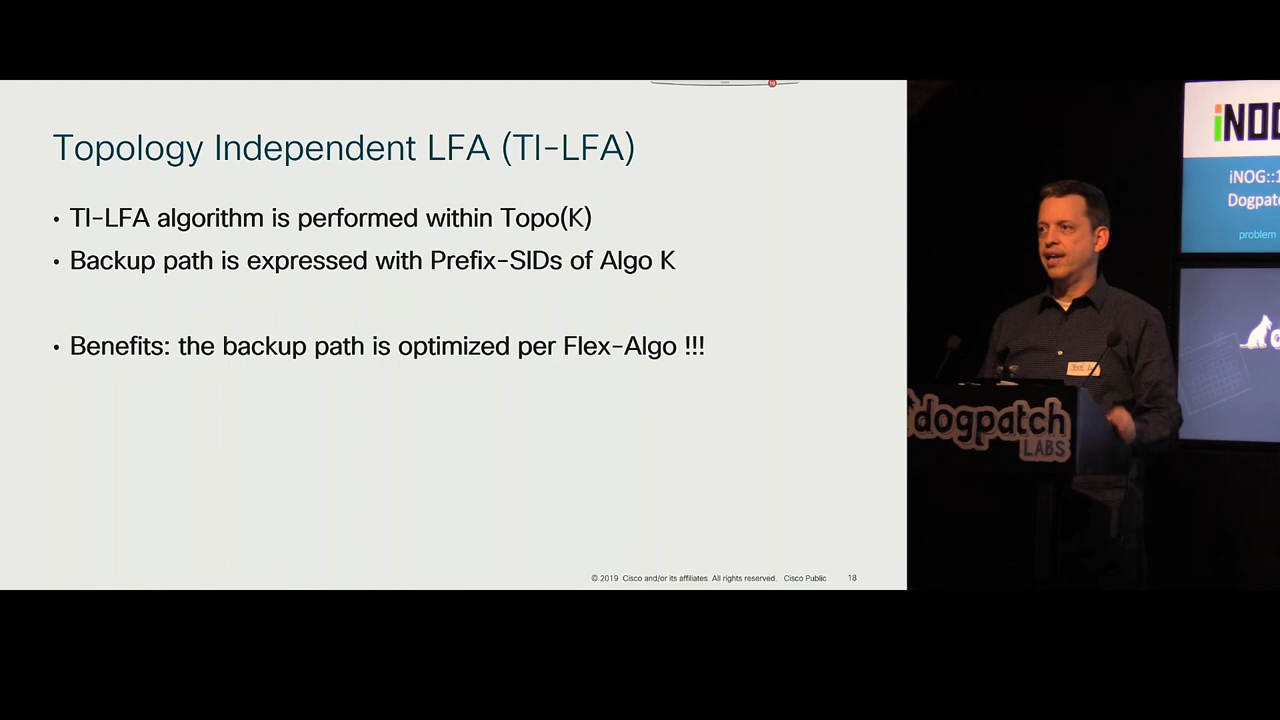 Topology Independent LFA (TI-LFA)
• TI-LFA algorithm is performed within Topo(K)
• Backup path is expressed with Prefix-SIDs of Algo K
• Benefits: the backup path is optimized per Flex-Algo !!!
© 2019 Cisco and/or its affiliates. All rights reserved. Cisco Public 18
iNOG
iNOG::1
Dogpatch
problem
dogpatch
LABS